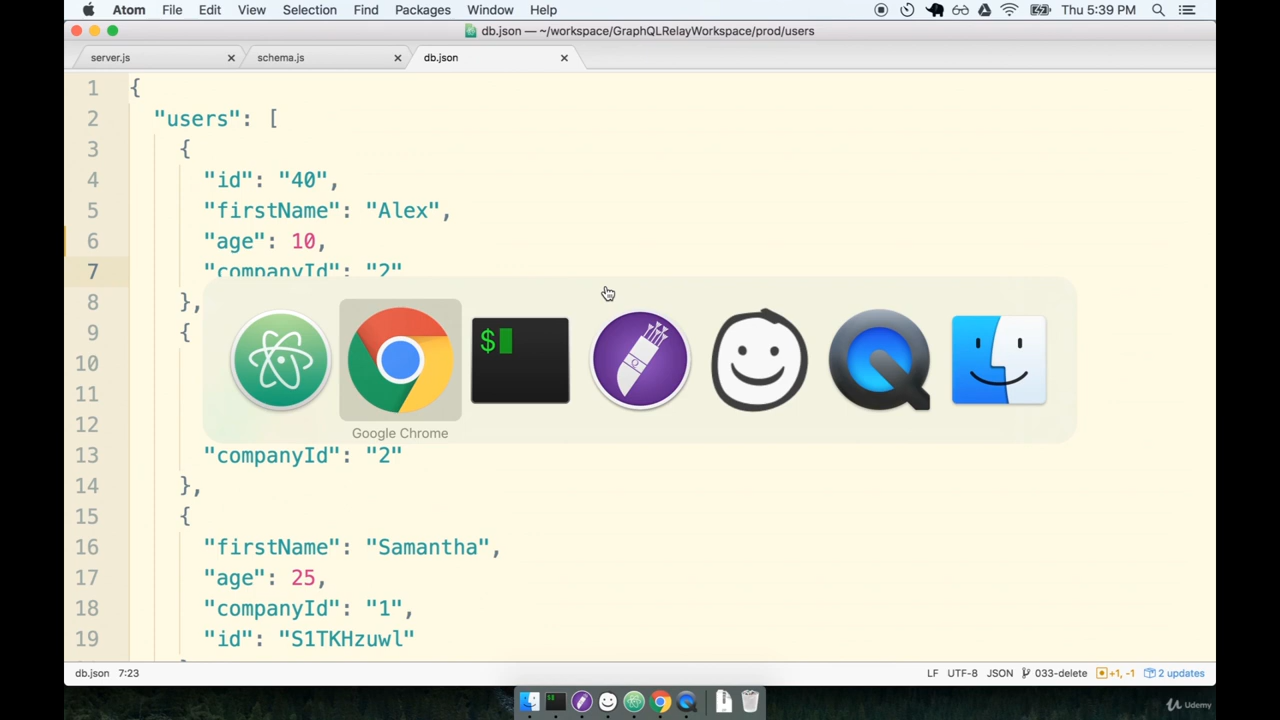 Atom File Edit View Selection Find Packages Window Help Thu 5:39 PM
db.json — ~/workspace/GraphQLRelayWorkspace/prod/users
server.js schema.js db.json
1 {
2 "users": [
3 {
4 "id": "40",
5 "firstName": "Alex",
6 "age": 10,
7 "companyId": "2"
8 },
9 {
10
11
12
13 "companyId": "2"
14 },
15 {
16 "firstName": "Samantha",
17 "age": 25,
18 "companyId": "1",
19 "id": "S1TKHzuwl"
$
Google Chrome
db.json 7:23 LF UTF-8 JSON 033-delete +1, -1 2 updates
Udemy